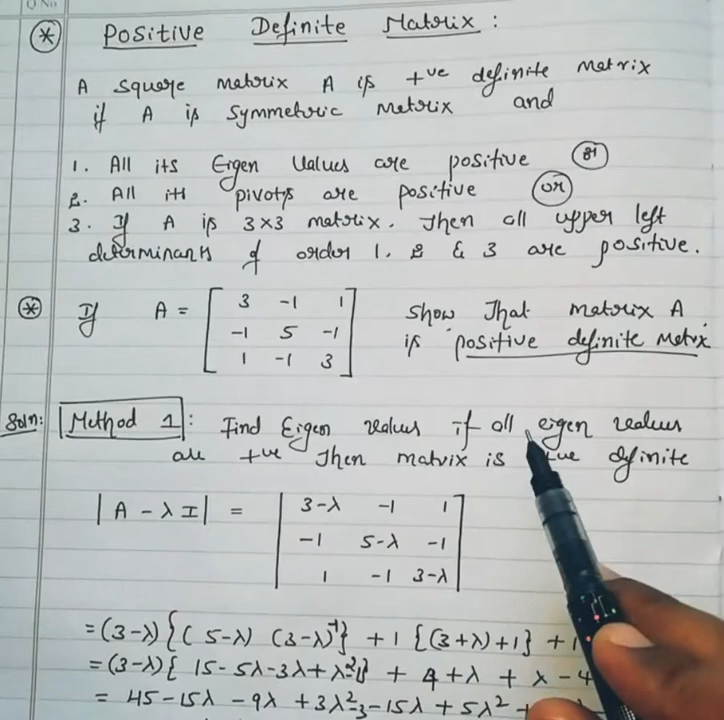 Q No.
* Positive Definite Matrix :
A square matrix A is +ve definite matrix
if A is symmetric matrix and
1. All its Eigen Values are positive or
2. All its pivots are positive or
3. If A is 3×3 matrix. Then all upper left
determinants of order 1, 2 & 3 are positive.
* If A = [ 3 -1 1 show That matrix A
-1 5 -1 is positive definite Metrix
1 -1 3 ]
Soln: Method 1 : Find Eigen values if all eigen values
are +ve Then matrix is +ve definite
|A - λI| = | 3-λ -1 1
-1 5-λ -1
1 -1 3-λ |
= (3-λ) {(5-λ) (3-λ)-1} + 1 {(3+λ)+1} + 1
= (3-λ) { 15 - 5λ - 3λ + λ²-1} + 4 + λ + λ - 4
= 45 - 15λ - 9λ + 3λ² - 3 - 15λ + 5λ² +